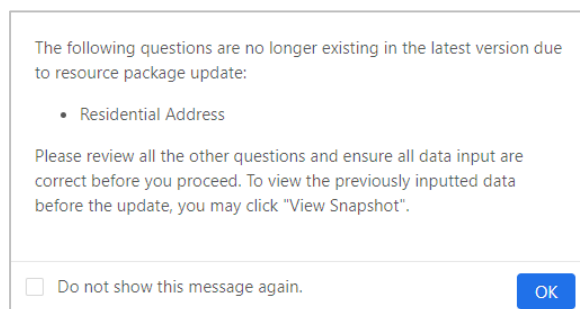 The following questions are no longer existing in the latest version due
to resource package update:
• Residential Address
Please review all the other questions and ensure all data input are
correct before you proceed. To view the previously inputted data
before the update, you may click "View Snapshot".
Do not show this message again.
OK